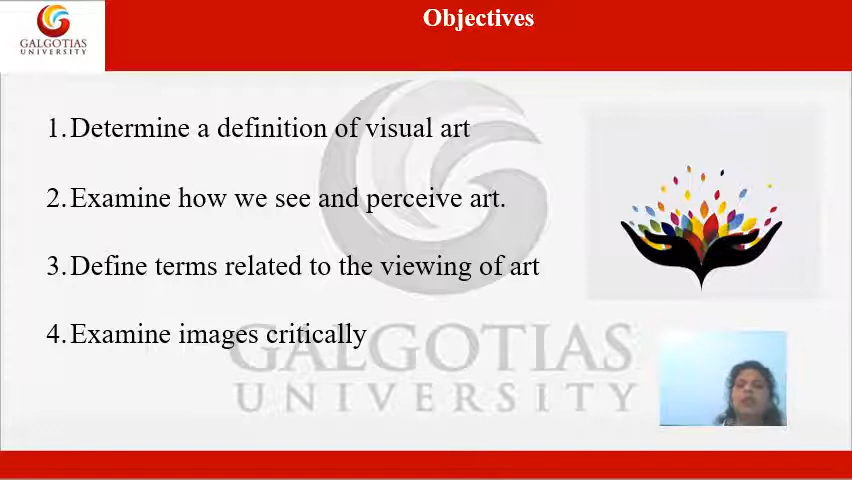 Objectives
GALGOTIAS
UNIVERSITY
1. Determine a definition of visual art
2. Examine how we see and perceive art.
3. Define terms related to the viewing of art
4. Examine images critically
GALGOTIAS
UNIVERSITY